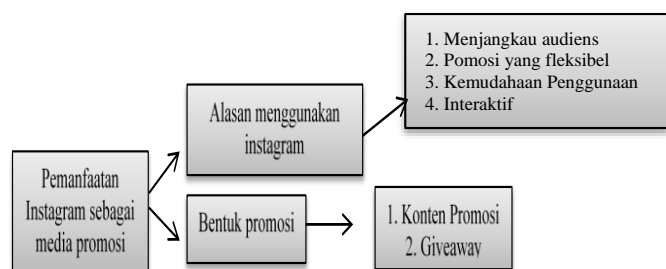 1. Menjangkau audiens
2. Pomosi yang fleksibel
3. Kemudahaan Penggunaan
4. Interaktif
Alasan menggunakan
instagram
Pemanfaatan
Instagram sebagai
media promosi
Bentuk promosi
1. Konten Promosi
2. Giveaway